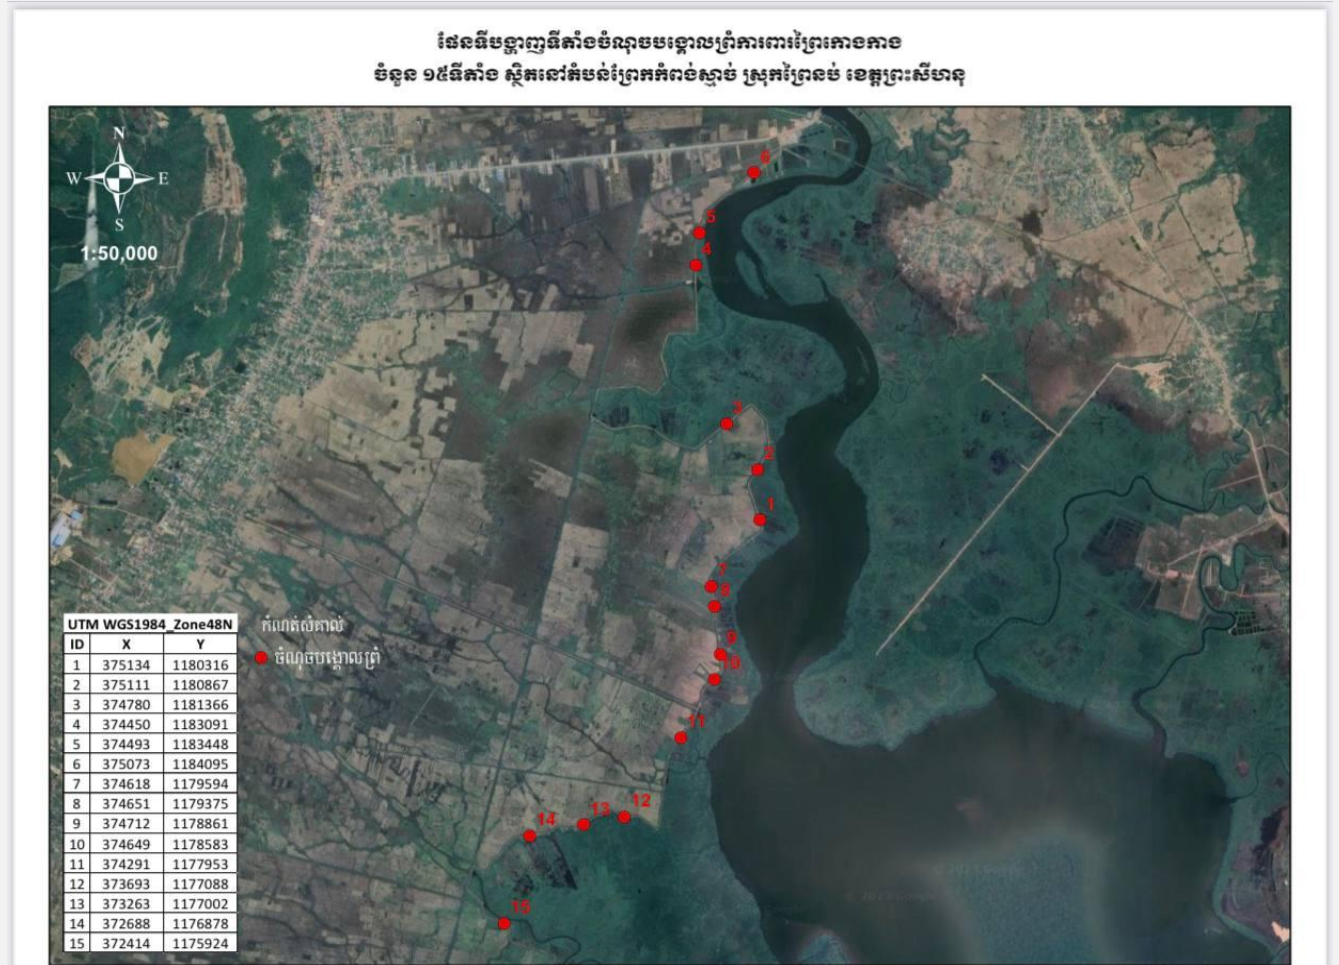 ផែនទីបង្ហាញទីតាំងចំណុចបង្គោលព្រំការពារព្រៃកោងកាង
ចំនួន ១៥ទីតាំង ស្ថិតនៅតំបន់ព្រែកកំពង់ស្មាច់ ស្រុកព្រៃនប់ ខេត្តព្រះសីហនុ
N
W E
S
1:50,000
6
5
4
3
2
1
7
8
9
10
11
12
13
14
15
កំណត់សំគាល់
ចំណុចបង្គោលព្រំ
UTM WGS1984_Zone48N
ID X Y
1 375134 1180316
2 375111 1180867
3 374780 1181366
4 374450 1183091
5 374493 1183448
6 375073 1184095
7 374618 1179594
8 374651 1179375
9 374712 1178861
10 374649 1178583
11 374291 1177953
12 373693 1177088
13 373263 1177002
14 372688 1176878
15 372414 1175924